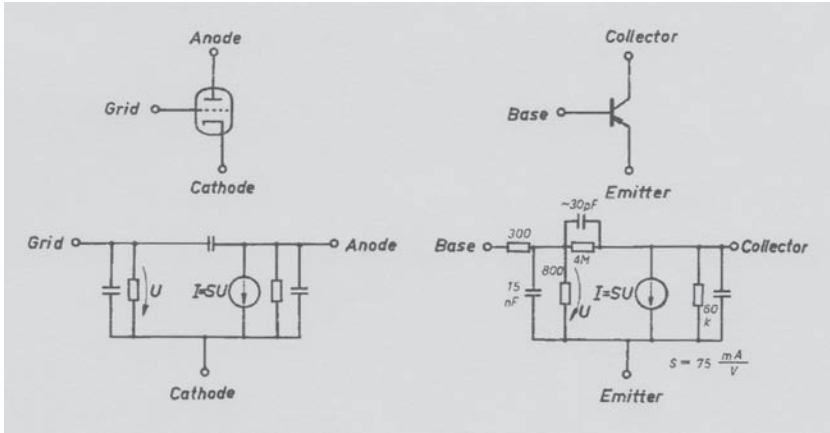 Anode
Grid
Cathode
Collector
Base
Emitter
Grid
Anode
U
I=SU
Cathode
~30pF
300
Base
Collector
4M
800
15
nF
U
I=SU
60
k
S = 75 mA
V
Emitter